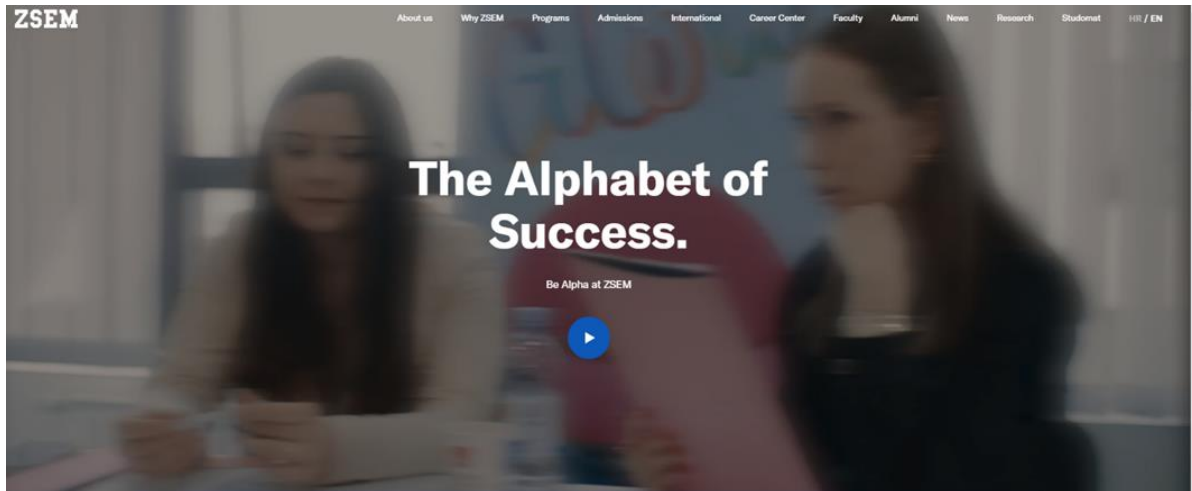 ZSEM
About us Why ZSEM Programs Admissions International Career Center Faculty Alumni News Research Studomat HR / EN
The Alphabet of
Success.
Be Alpha at ZSEM